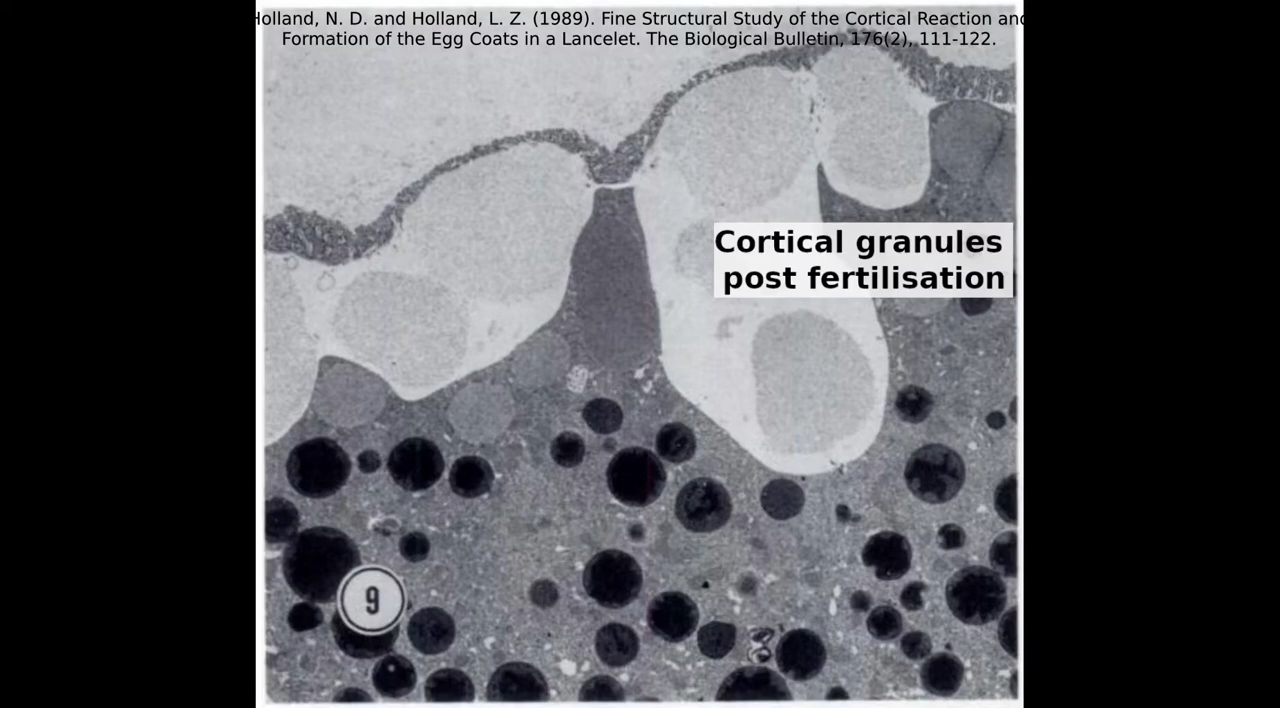 Holland, N. D. and Holland, L. Z. (1989). Fine Structural Study of the Cortical Reaction and
Formation of the Egg Coats in a Lancelet. The Biological Bulletin, 176(2), 111-122.
Cortical granules
post fertilisation
9